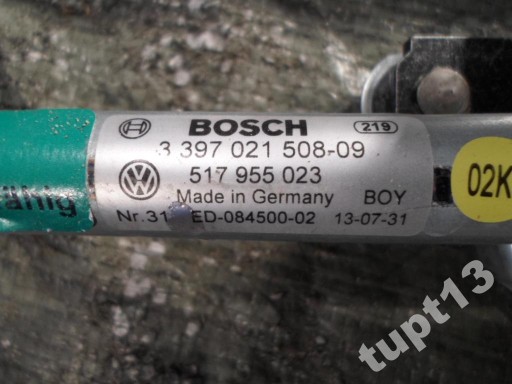 BOSCH 219
3 397 021 508-09
517 955 023 02K
Made in Germany BOY
Nr.31 ED-084500-02 13-07-31
tupt13